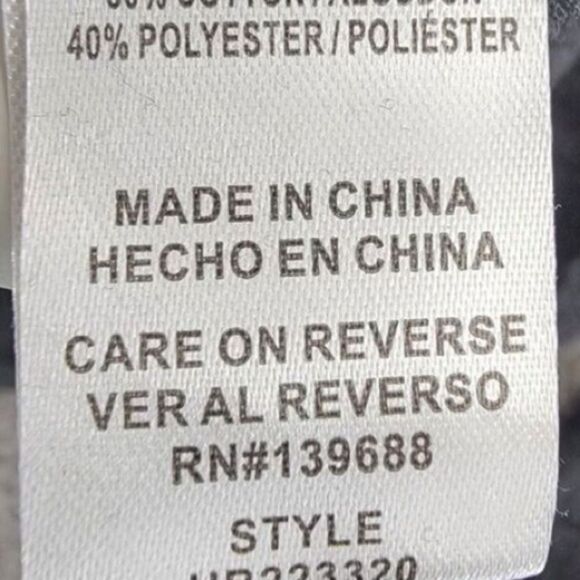 40% POLYESTER/POLIÉSTER
MADE IN CHINA
HECHO EN CHINA
CARE ON REVERSE
VER AL REVERSO
RN#139688
STYLE